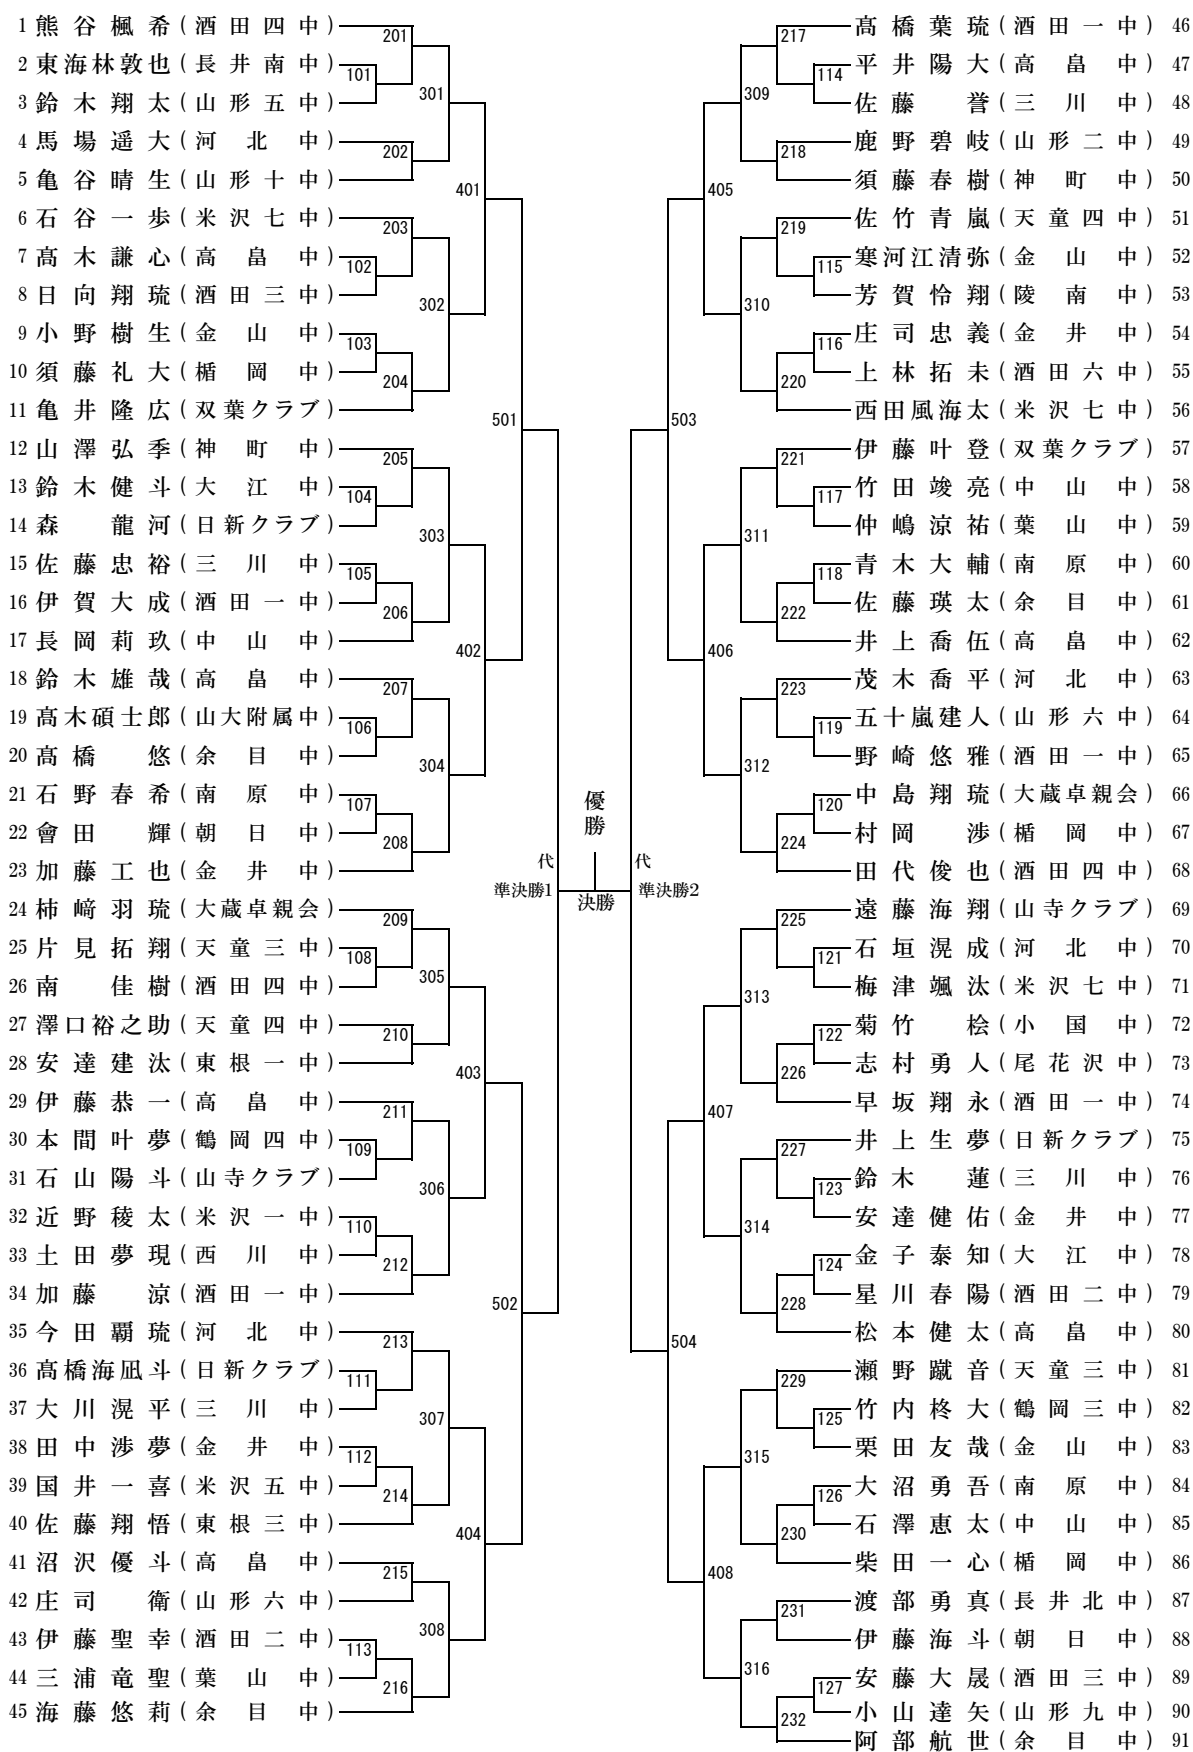 1 熊谷楓希(酒田四中)
2 東海林敦也(長井南中)
3 鈴木翔太(山形五中)
4 馬場遥大(河北中)
5 亀谷晴生(山形十中)
6 石谷一歩(米沢七中)
7 髙木謙心(高畠中)
8 日向翔琉(酒田三中)
9 小野樹生(金山中)
10 須藤礼大(楯岡中)
11 亀井隆広(双葉クラブ)
12 山澤弘季(神町中)
13 鈴木健斗(大江中)
14 森龍河(日新クラブ)
15 佐藤忠裕(三川中)
16 伊賀大成(酒田一中)
17 長岡莉玖(中山中)
18 鈴木雄哉(高畠中)
19 髙木碩士郎(山大附属中)
20 高橋悠(余目中)
21 石野春希(南原中)
22 會田輝(朝日中)
23 加藤工也(金井中)
24 柿﨑羽琉(大蔵卓親会)
25 片見拓翔(天童三中)
26 南佳樹(酒田四中)
27 澤口裕之助(天童四中)
28 安達建汰(東根一中)
29 伊藤恭一(高畠中)
30 本間叶夢(鶴岡四中)
31 石山陽斗(山寺クラブ)
32 近野稜太(米沢一中)
33 土田夢現(西川中)
34 加藤涼(酒田一中)
35 今田覇琉(河北中)
36 髙橋海凪斗(日新クラブ)
37 大川滉平(三川中)
38 田中渉夢(金井中)
39 国井一喜(米沢五中)
40 佐藤翔悟(東根三中)
41 沼沢優斗(高畠中)
42 庄司衛(山形六中)
43 伊藤聖幸(酒田二中)
44 三浦竜聖(葉山中)
45 海藤悠莉(余目中)
101
102
103
104
105
106
107
108
109
110
111
112
113
201
202
203
204
205
206
207
208
209
210
211
212
213
214
215
216
301
302
303
304
305
306
307
308
401
402
403
404
501
502
代
準決勝1
優勝
決勝
代
準決勝2
503
504
405
406
407
408
309
310
311
312
313
314
315
316
217
218
219
220
221
222
223
224
225
226
227
228
229
230
231
232
114
115
116
117
118
119
120
121
122
123
124
125
126
127
髙橋葉琉(酒田一中) 46
平井陽大(高畠中) 47
佐藤誉(三川中) 48
鹿野碧岐(山形二中) 49
須藤春樹(神町中) 50
佐竹青嵐(天童四中) 51
寒河江清弥(金山中) 52
芳賀怜翔(陵南中) 53
庄司忠義(金井中) 54
上林拓未(酒田六中) 55
西田風海太(米沢七中) 56
伊藤叶登(双葉クラブ) 57
竹田竣亮(中山中) 58
仲嶋涼祐(葉山中) 59
青木大輔(南原中) 60
佐藤瑛太(余目中) 61
井上喬伍(高畠中) 62
茂木喬平(河北中) 63
五十嵐建人(山形六中) 64
野崎悠雅(酒田一中) 65
中島翔琉(大蔵卓親会) 66
村岡渉(楯岡中) 67
田代俊也(酒田四中) 68
遠藤海翔(山寺クラブ) 69
石垣滉成(河北中) 70
梅津颯汰(米沢七中) 71
菊竹桧(小国中) 72
志村勇人(尾花沢中) 73
早坂翔永(酒田一中) 74
井上生夢(日新クラブ) 75
鈴木蓮(三川中) 76
安達健佑(金井中) 77
金子泰知(大江中) 78
星川春陽(酒田二中) 79
松本健太(高畠中) 80
瀬野蹴音(天童三中) 81
竹内柊大(鶴岡三中) 82
栗田友哉(金山中) 83
大沼勇吾(南原中) 84
石澤恵太(中山中) 85
柴田一心(楯岡中) 86
渡部勇真(長井北中) 87
伊藤海斗(朝日中) 88
安藤大晟(酒田三中) 89
小山達矢(山形九中) 90
阿部航世(余目中) 91